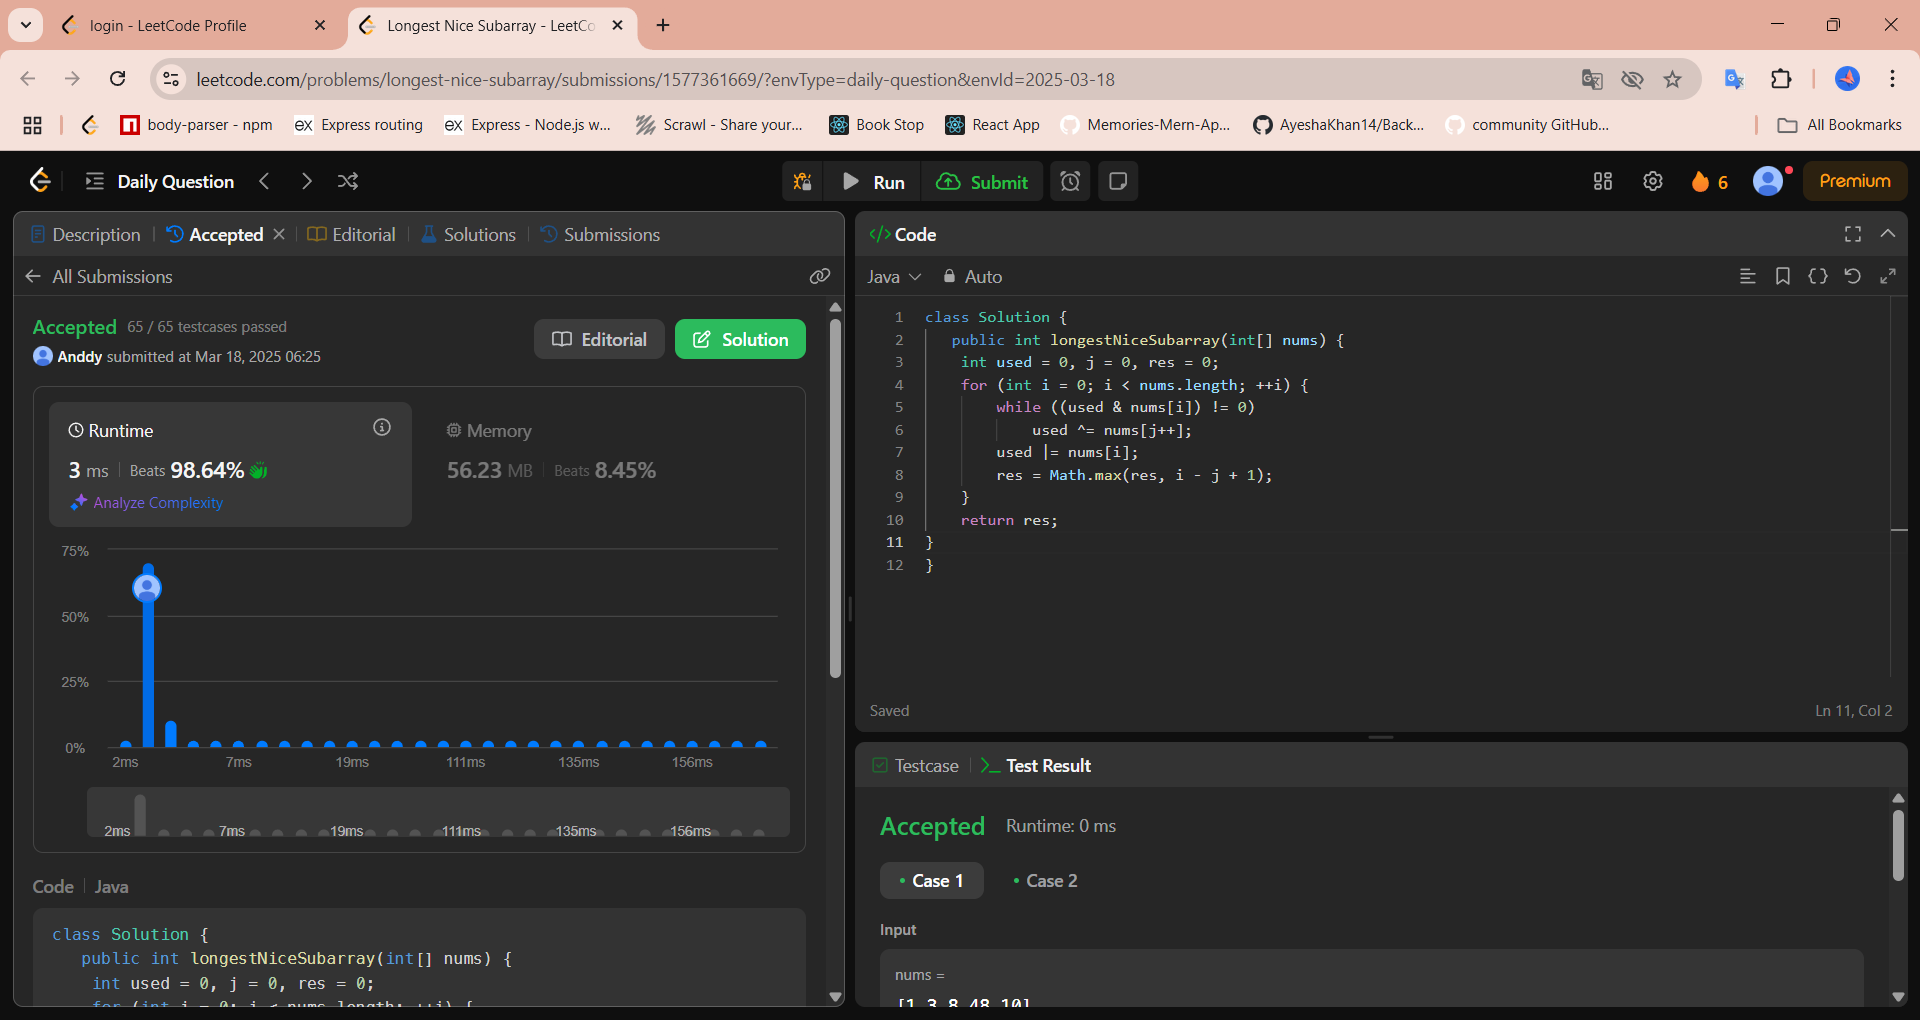 login - LeetCode Profile
Longest Nice Subarray - LeetCo
leetcode.com/problems/longest-nice-subarray/submissions/1577361669/?envType=daily-question&envId=2025-03-18
body-parser - npm
ex Express routing
ex Express - Node.js w...
Scrawl - Share your...
Book Stop
React App
Memories-Mern-Ap...
AyeshaKhan14/Back...
community GitHub...
All Bookmarks
Daily Question
Run
Submit
6
Premium
Description
Accepted
Editorial
Solutions
Submissions
All Submissions
Accepted 65 / 65 testcases passed
Anddy submitted at Mar 18, 2025 06:25
Editorial
Solution
Runtime
3 ms Beats 98.64%
Analyze Complexity
Memory
56.23 MB Beats 8.45%
75%
50%
25%
0%
2ms 7ms 19ms 111ms 135ms 156ms
2ms 7ms 19ms 111ms 135ms 156ms
Code Java
class Solution {
public int longestNiceSubarray(int[] nums) {
int used = 0, j = 0, res = 0;
for (int i = 0; i < nums.length; ++i) {
</> Code
Java Auto
1 class Solution {
2 public int longestNiceSubarray(int[] nums) {
3 int used = 0, j = 0, res = 0;
4 for (int i = 0; i < nums.length; ++i) {
5 while ((used & nums[i]) != 0)
6 used ^= nums[j++];
7 used |= nums[i];
8 res = Math.max(res, i - j + 1);
9 }
10 return res;
11 }
12 }
Saved
Ln 11, Col 2
Testcase
Test Result
Accepted Runtime: 0 ms
• Case 1
• Case 2
Input
nums =
[1,3,8,48,10]